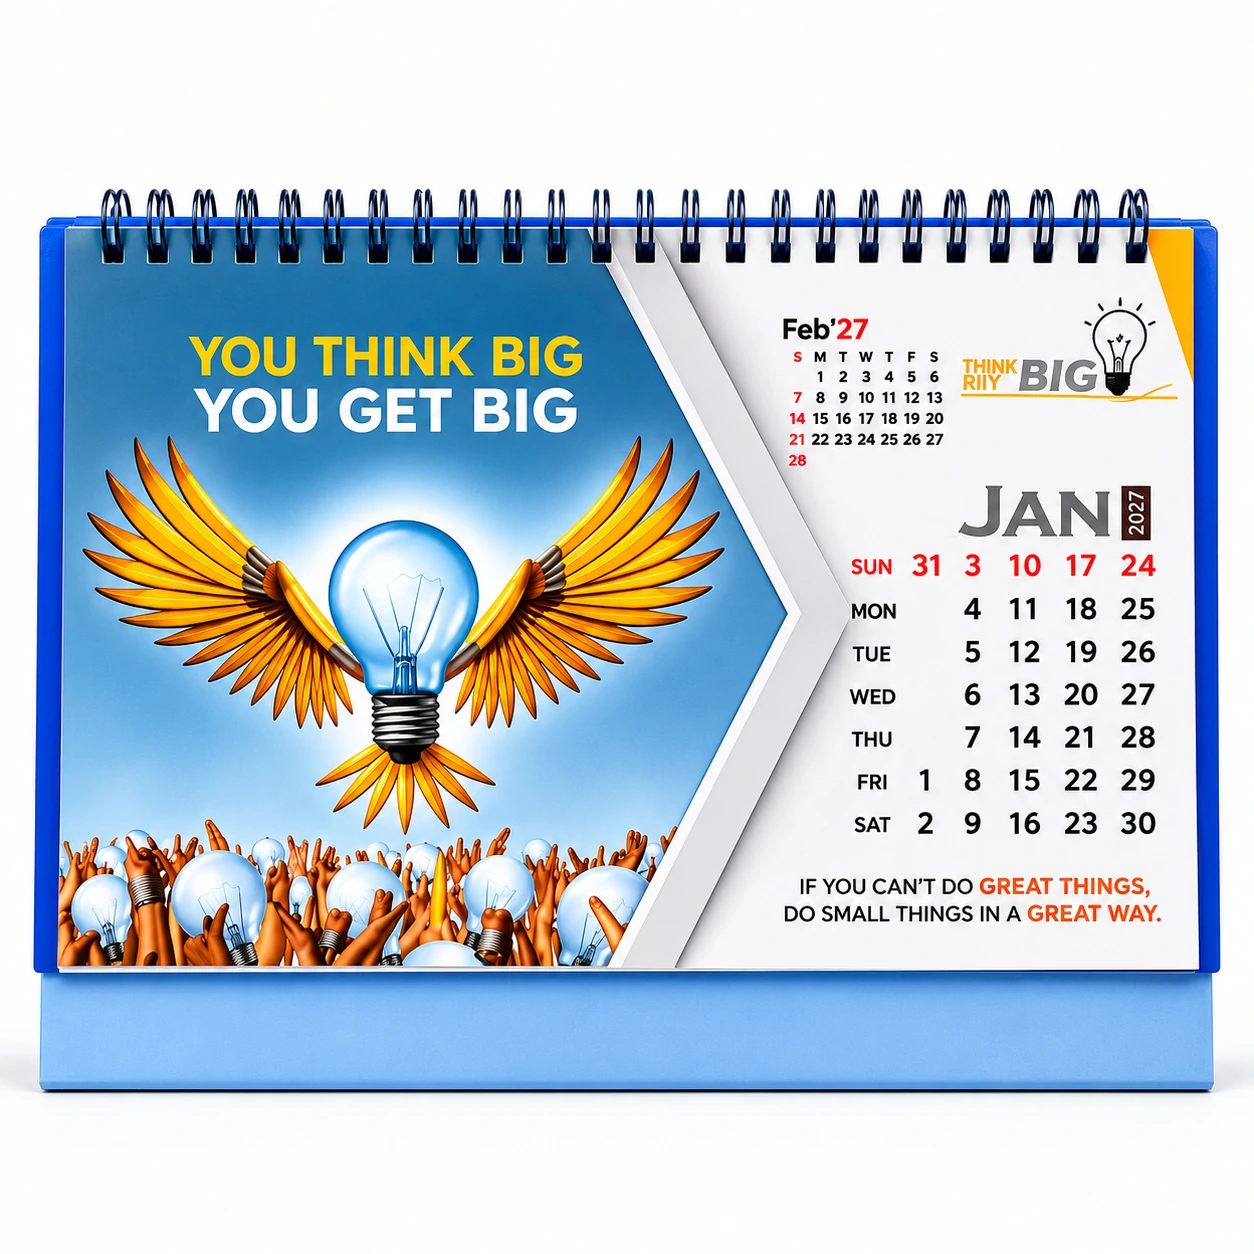 YOU THINK BIG
YOU GET BIG
Feb'27
S M T W T F S
1 2 3 4 5 6
7 8 9 10 11 12 13
14 15 16 17 18 19 20
21 22 23 24 25 26 27
28
THINK
RIIY BIG
JAN 2027
SUN 31 3 10 17 24
MON 4 11 18 25
TUE 5 12 19 26
WED 6 13 20 27
THU 7 14 21 28
FRI 1 8 15 22 29
SAT 2 9 16 23 30
IF YOU CAN'T DO GREAT THINGS,
DO SMALL THINGS IN A GREAT WAY.